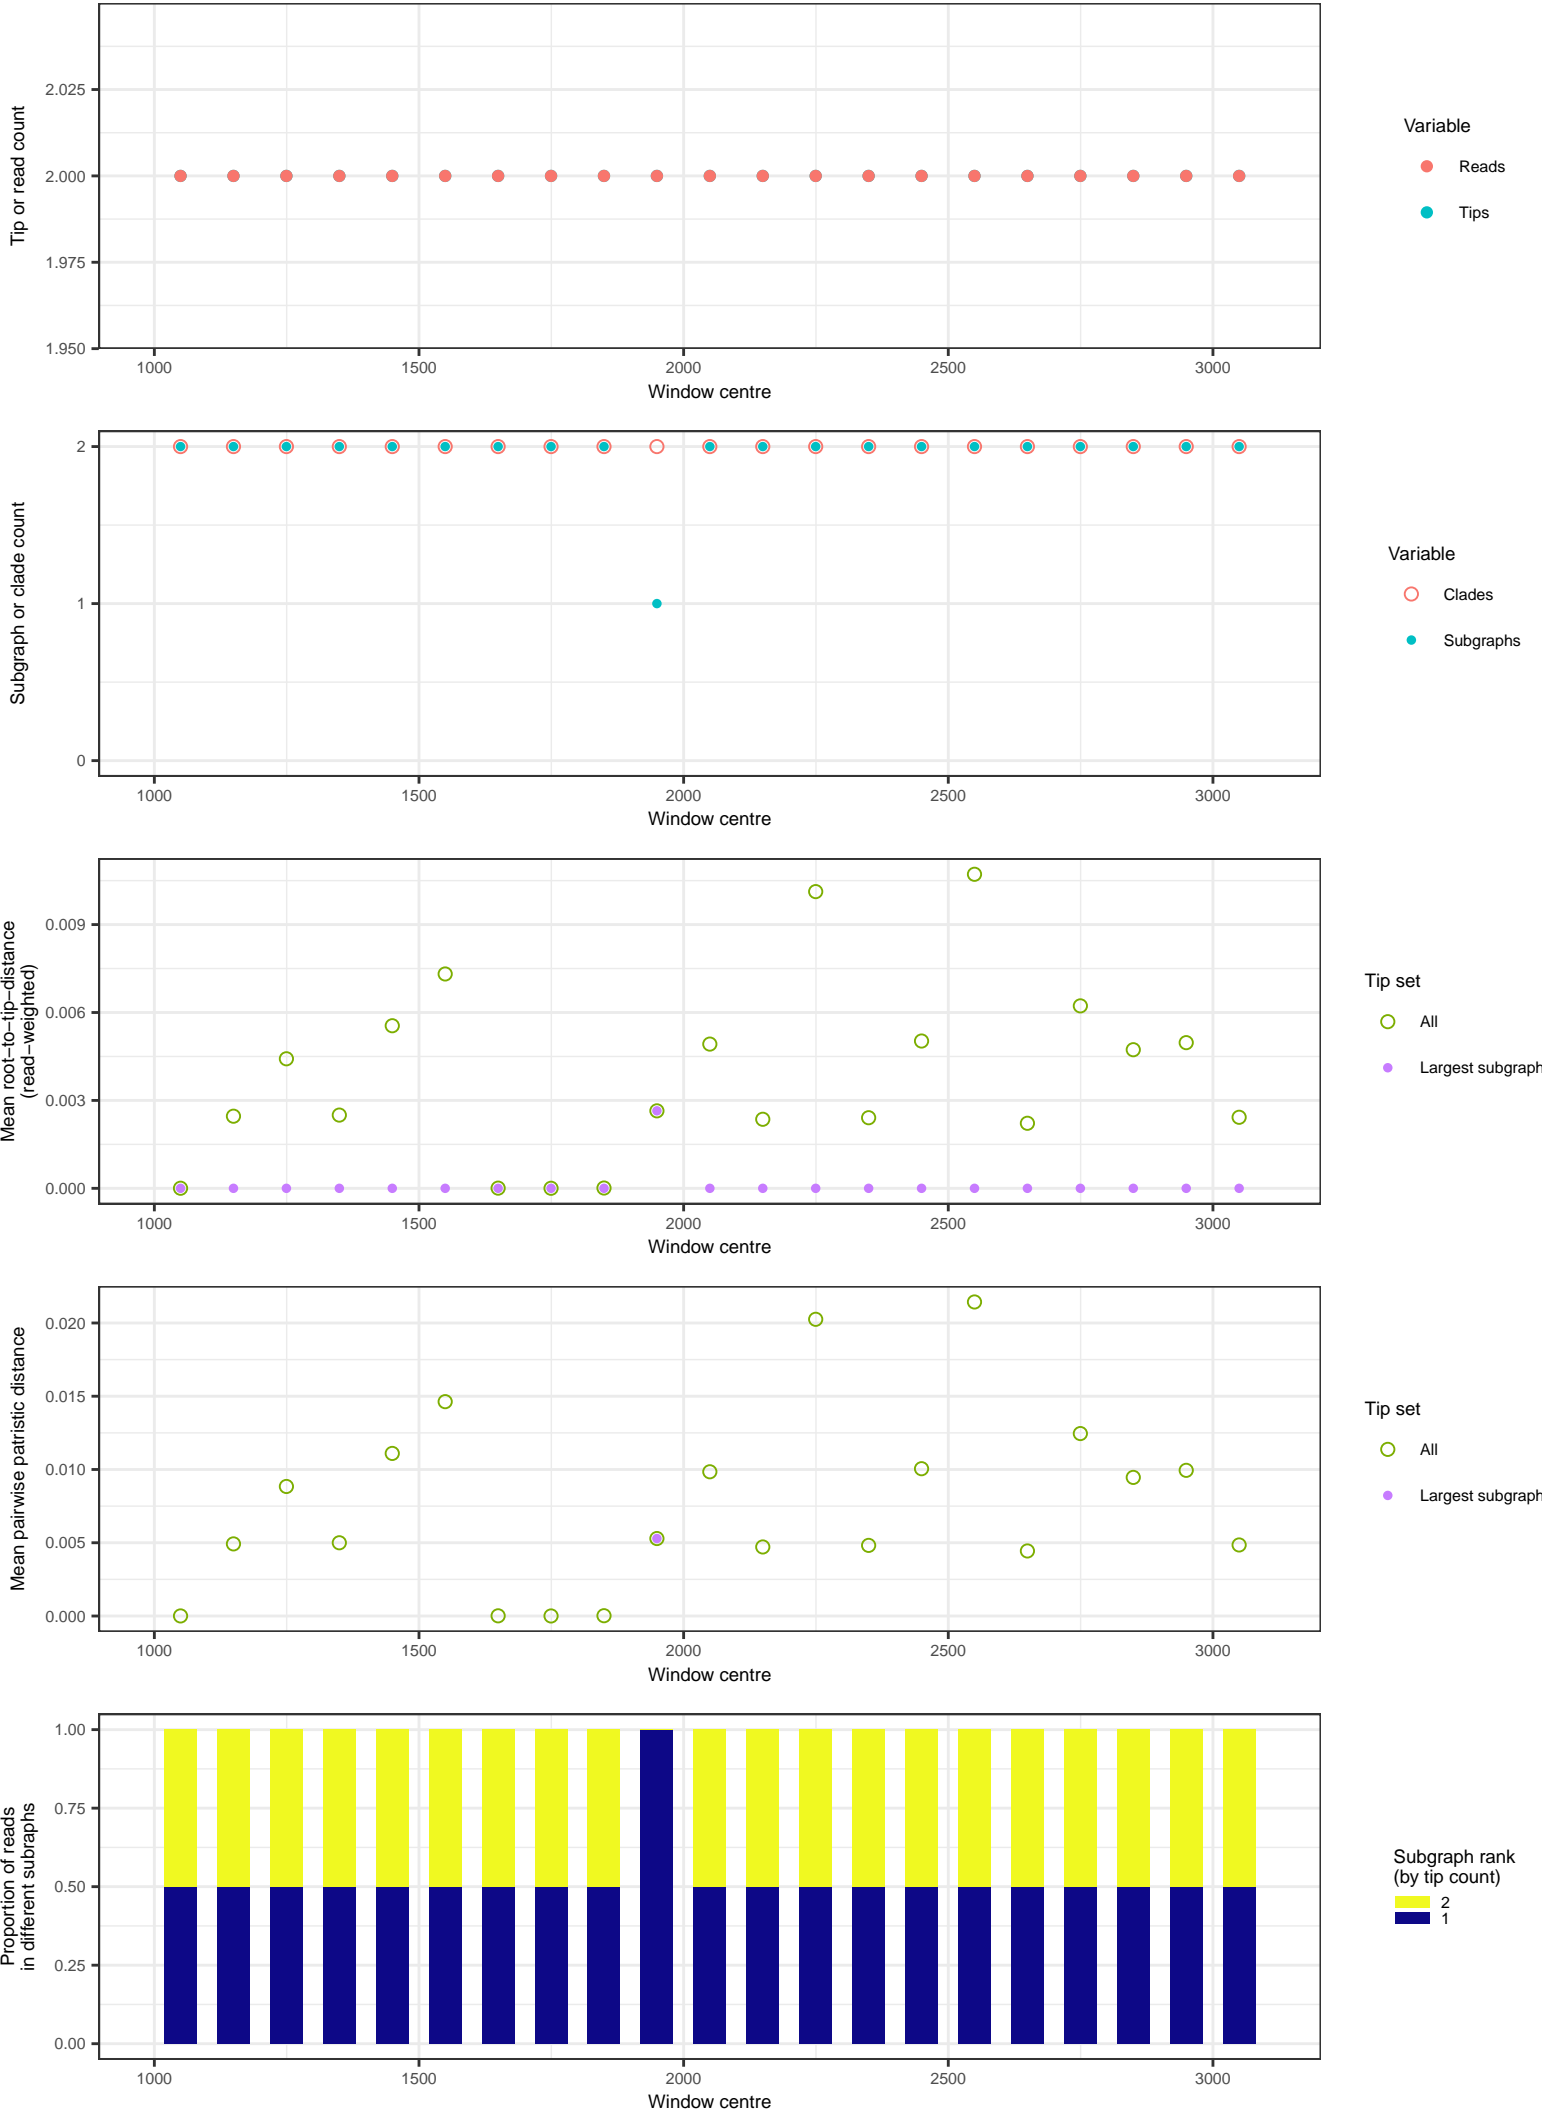 Tip or read count
2.025
2.000
1.975
1.950
1000 1500 2000 2500 3000
Window centre
Variable
Reads
Tips
Subgraph or clade count
2
1
0
1000 1500 2000 2500 3000
Window centre
Variable
Clades
Subgraphs
Mean root−to−tip−distance
(read−weighted)
0.009
0.006
0.003
0.000
1000 1500 2000 2500 3000
Window centre
Tip set
All
Largest subgraph
Mean pairwise patristic distance
0.020
0.015
0.010
0.005
0.000
1000 1500 2000 2500 3000
Window centre
Tip set
All
Largest subgraph
Proportion of reads
in different subraphs
1.00
0.75
0.50
0.25
0.00
1000 1500 2000 2500 3000
Window centre
Subgraph rank
(by tip count)
2
1